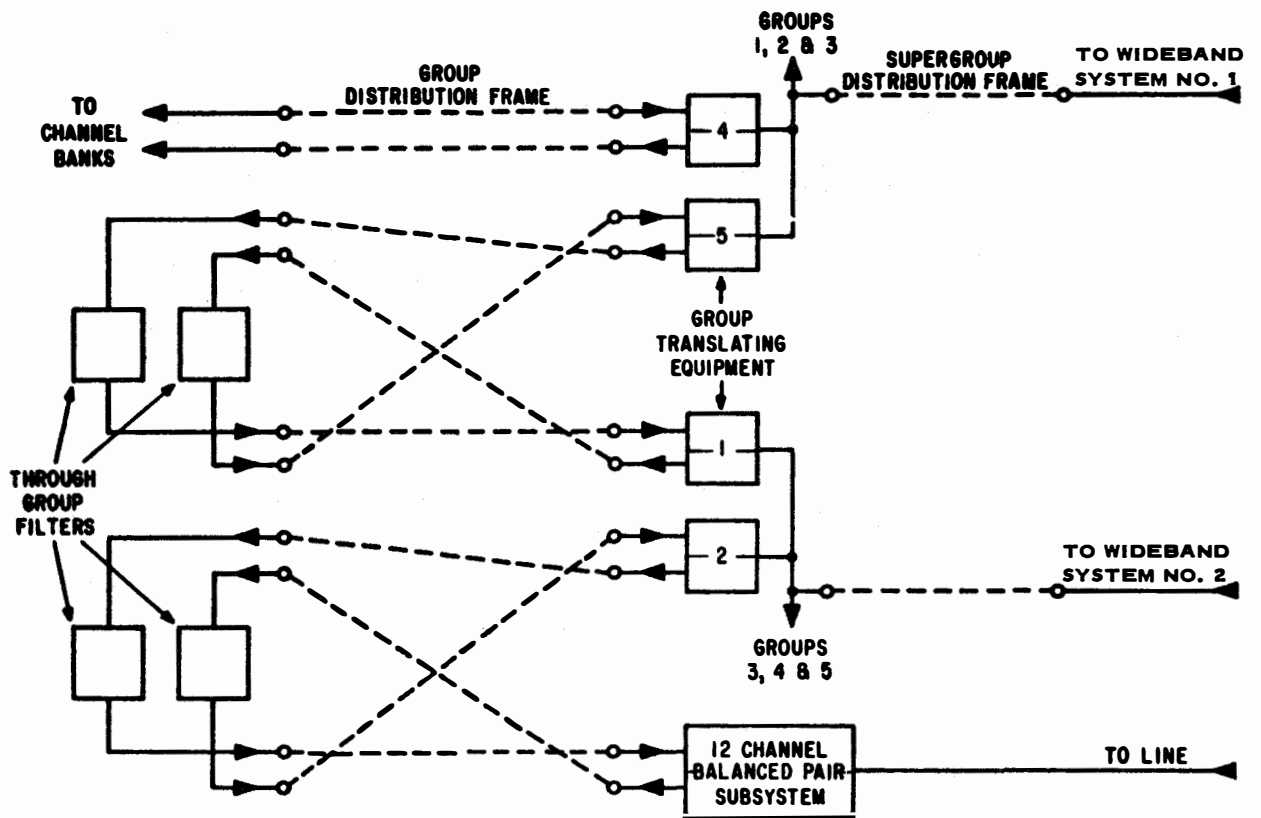 GROUPS
1, 2 & 3
GROUP
DISTRIBUTION FRAME
SUPERGROUP
DISTRIBUTION FRAME
TO WIDEBAND
SYSTEM NO. 1
TO
CHANNEL
BANKS
4
5
GROUP
TRANSLATING
EQUIPMENT
1
THROUGH
GROUP
FILTERS
2
TO WIDEBAND
SYSTEM NO. 2
GROUPS
3, 4 & 5
12 CHANNEL
BALANCED PAIR
SUBSYSTEM
TO LINE